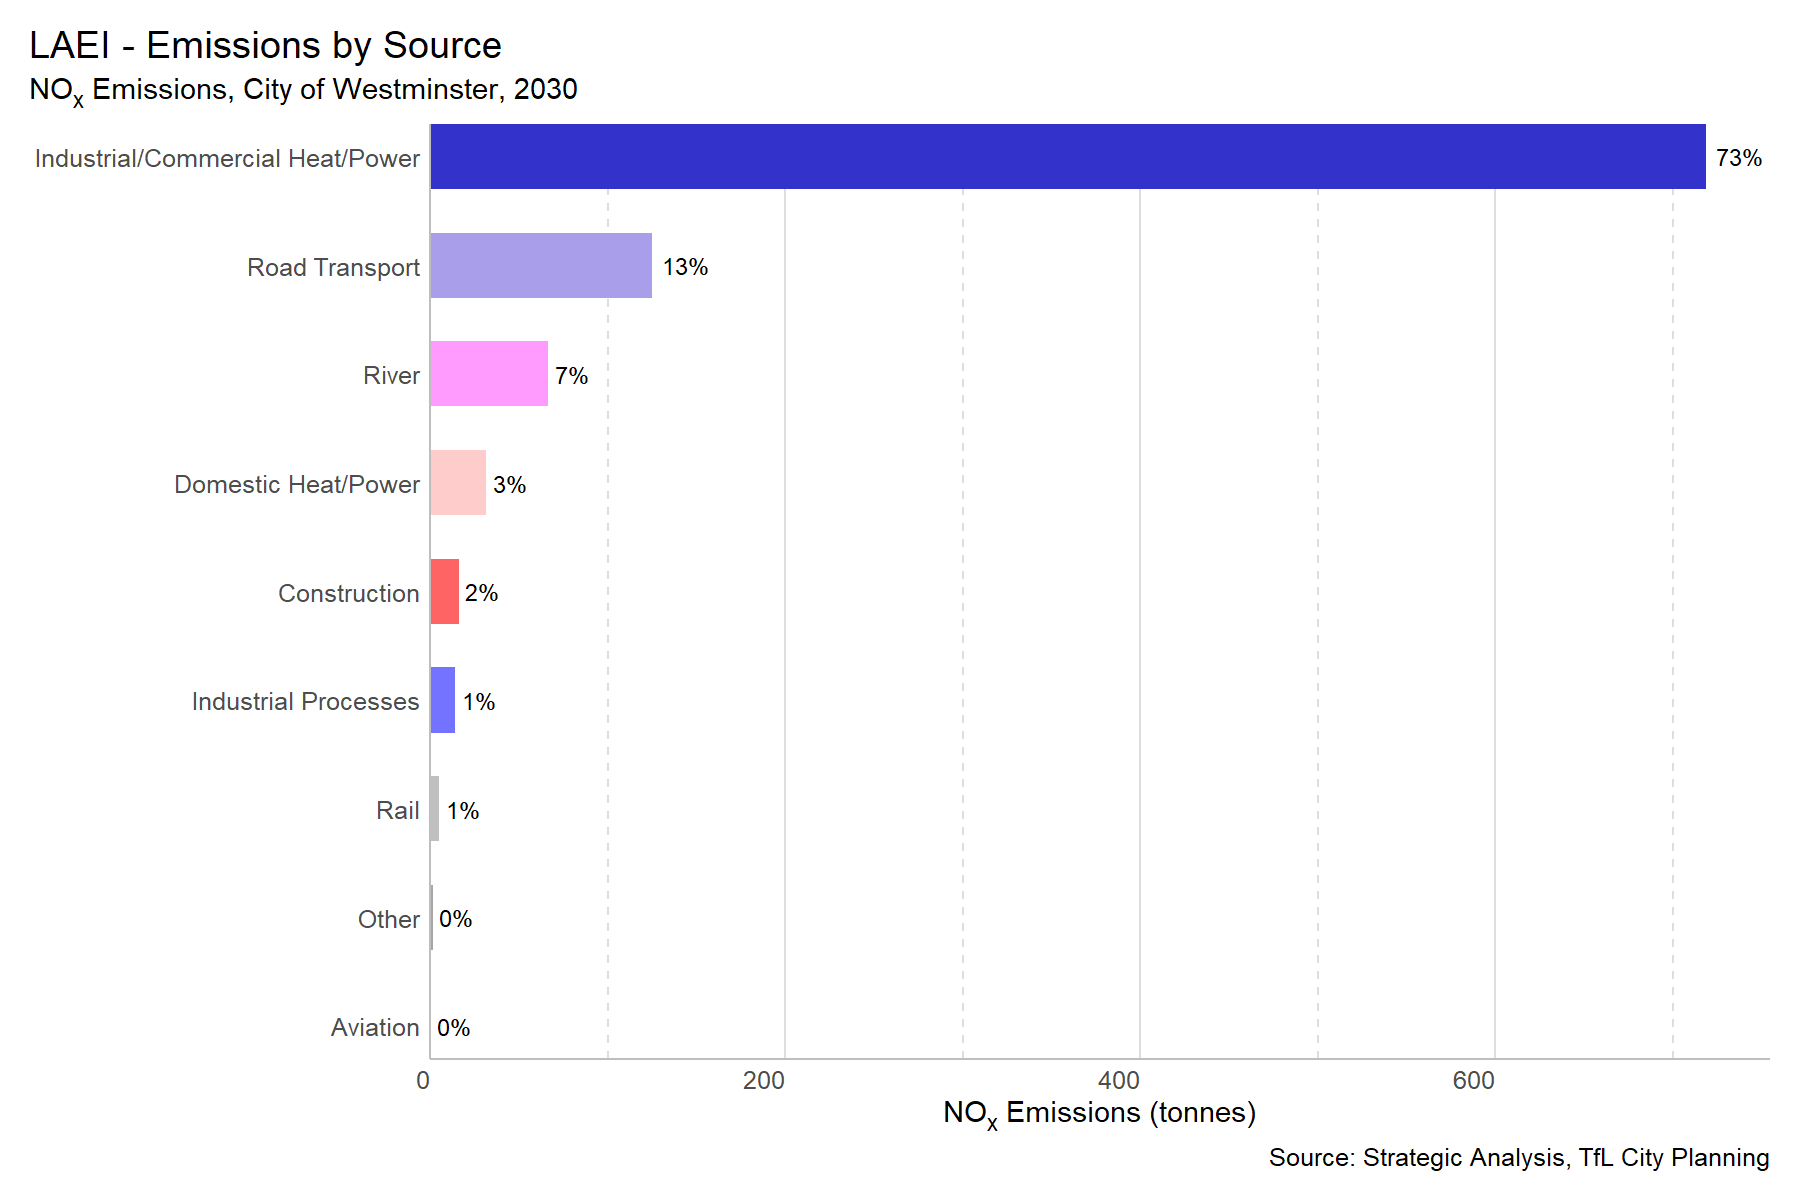 LAEI - Emissions by Source
NOx Emissions, City of Westminster, 2030
Industrial/Commercial Heat/Power 73%
Road Transport 13%
River 7%
Domestic Heat/Power 3%
Construction 2%
Industrial Processes 1%
Rail 1%
Other 0%
Aviation 0%
0 200 400 600
NOx Emissions (tonnes)
Source: Strategic Analysis, TfL City Planning